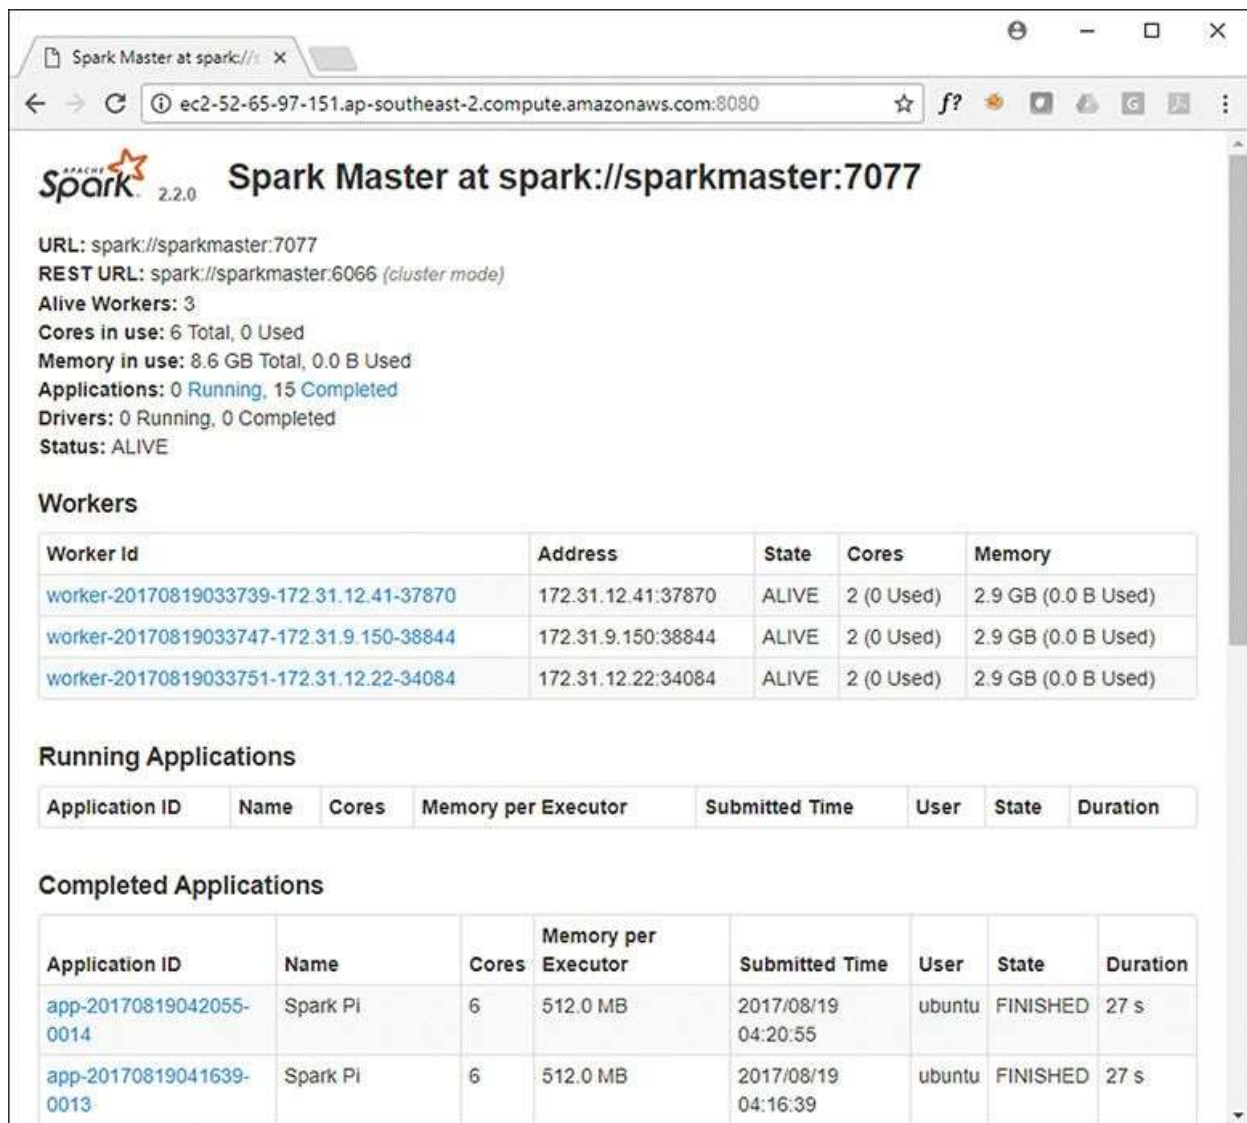 Spark Master at spark://s
ec2-52-65-97-151.ap-southeast-2.compute.amazonaws.com:8080
f?
G
APACHE
Spark 2.2.0
Spark Master at spark://sparkmaster:7077
URL: spark://sparkmaster:7077
REST URL: spark://sparkmaster:6066 (cluster mode)
Alive Workers: 3
Cores in use: 6 Total, 0 Used
Memory in use: 8.6 GB Total, 0.0 B Used
Applications: 0 Running, 15 Completed
Drivers: 0 Running, 0 Completed
Status: ALIVE
Workers
Worker Id Address State Cores Memory
worker-20170819033739-172.31.12.41-37870 172.31.12.41:37870 ALIVE 2 (0 Used) 2.9 GB (0.0 B Used)
worker-20170819033747-172.31.9.150-38844 172.31.9.150:38844 ALIVE 2 (0 Used) 2.9 GB (0.0 B Used)
worker-20170819033751-172.31.12.22-34084 172.31.12.22:34084 ALIVE 2 (0 Used) 2.9 GB (0.0 B Used)
Running Applications
Application ID Name Cores Memory per Executor Submitted Time User State Duration
Completed Applications
Memory per
Application ID Name Cores Executor Submitted Time User State Duration
app-20170819042055- Spark Pi 6 512.0 MB 2017/08/19 ubuntu FINISHED 27 s
0014 04:20:55
app-20170819041639- Spark Pi 6 512.0 MB 2017/08/19 ubuntu FINISHED 27 s
0013 04:16:39